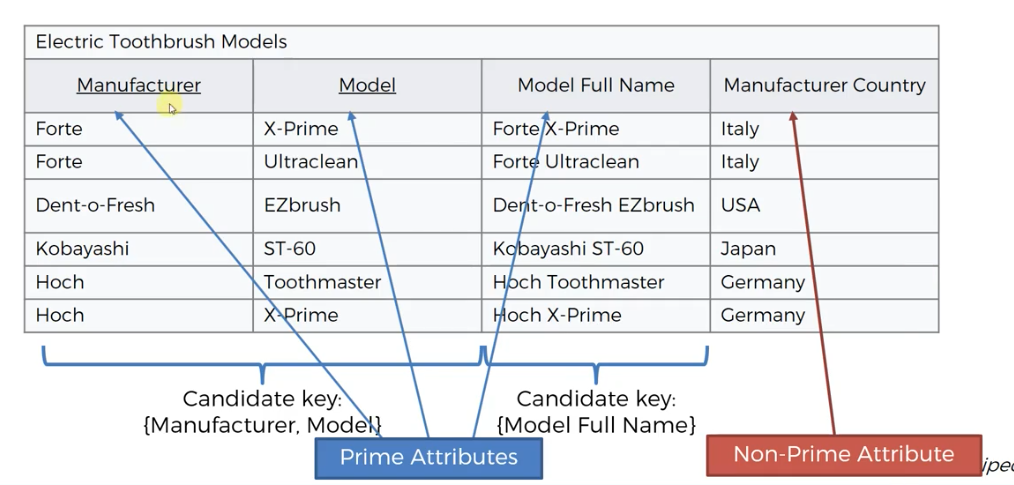 Electric Toothbrush Models
Manufacturer Model Model Full Name Manufacturer Country
Forte X-Prime Forte X-Prime Italy
Forte Ultraclean Forte Ultraclean Italy
Dent-o-Fresh EZbrush Dent-o-Fresh EZbrush USA
Kobayashi ST-60 Kobayashi ST-60 Japan
Hoch Toothmaster Hoch Toothmaster Germany
Hoch X-Prime Hoch X-Prime Germany
Candidate key: Candidate key:
{Manufacturer, Model} {Model Full Name}
Prime Attributes Non-Prime Attribute